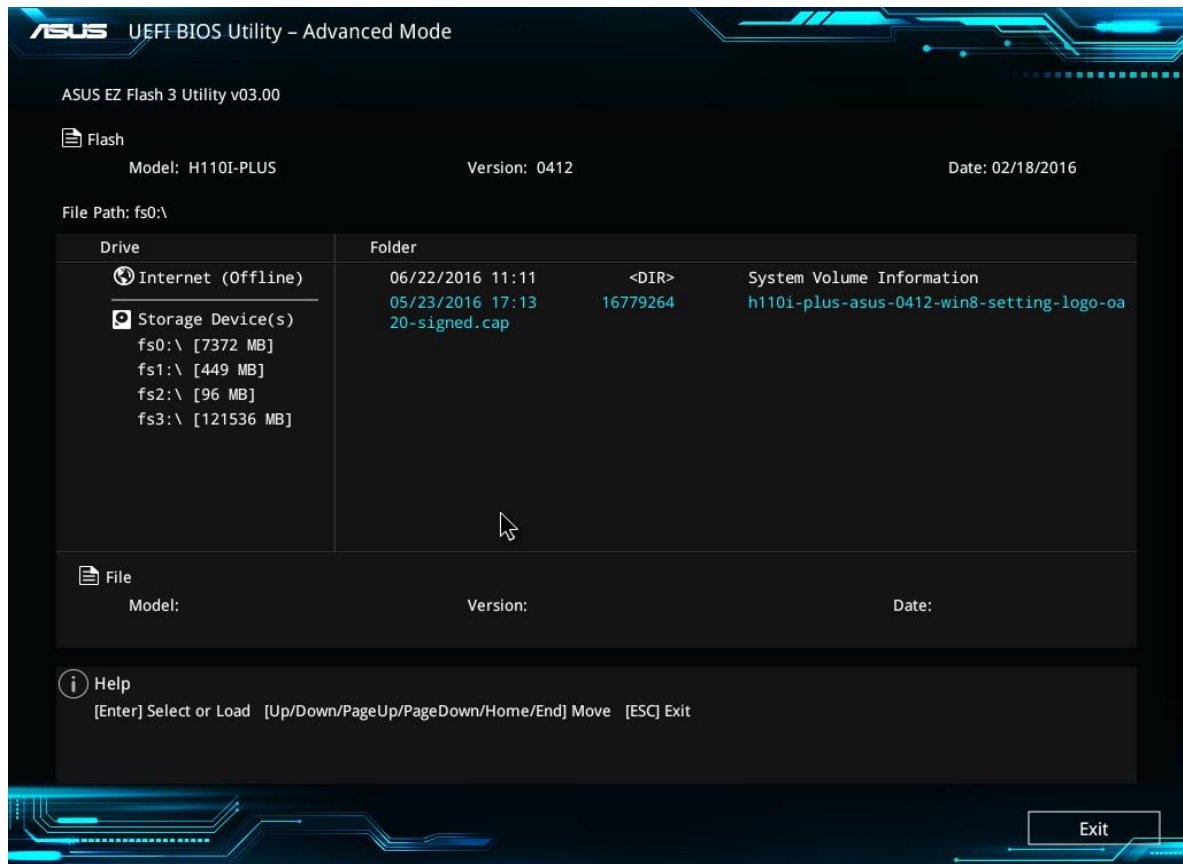 ASUS UEFI BIOS Utility – Advanced Mode
ASUS EZ Flash 3 Utility v03.00
Flash
Model: H110I-PLUS Version: 0412 Date: 02/18/2016
File Path: fs0:\
Drive Folder
Internet (Offline) 06/22/2016 11:11 <DIR> System Volume Information
05/23/2016 17:13 16779264 h110i-plus-asus-0412-win8-setting-logo-oa
20-signed.cap
Storage Device(s)
fs0:\ [7372 MB]
fs1:\ [449 MB]
fs2:\ [96 MB]
fs3:\ [121536 MB]
File
Model: Version: Date:
i Help
[Enter] Select or Load [Up/Down/PageUp/PageDown/Home/End] Move [ESC] Exit
Exit